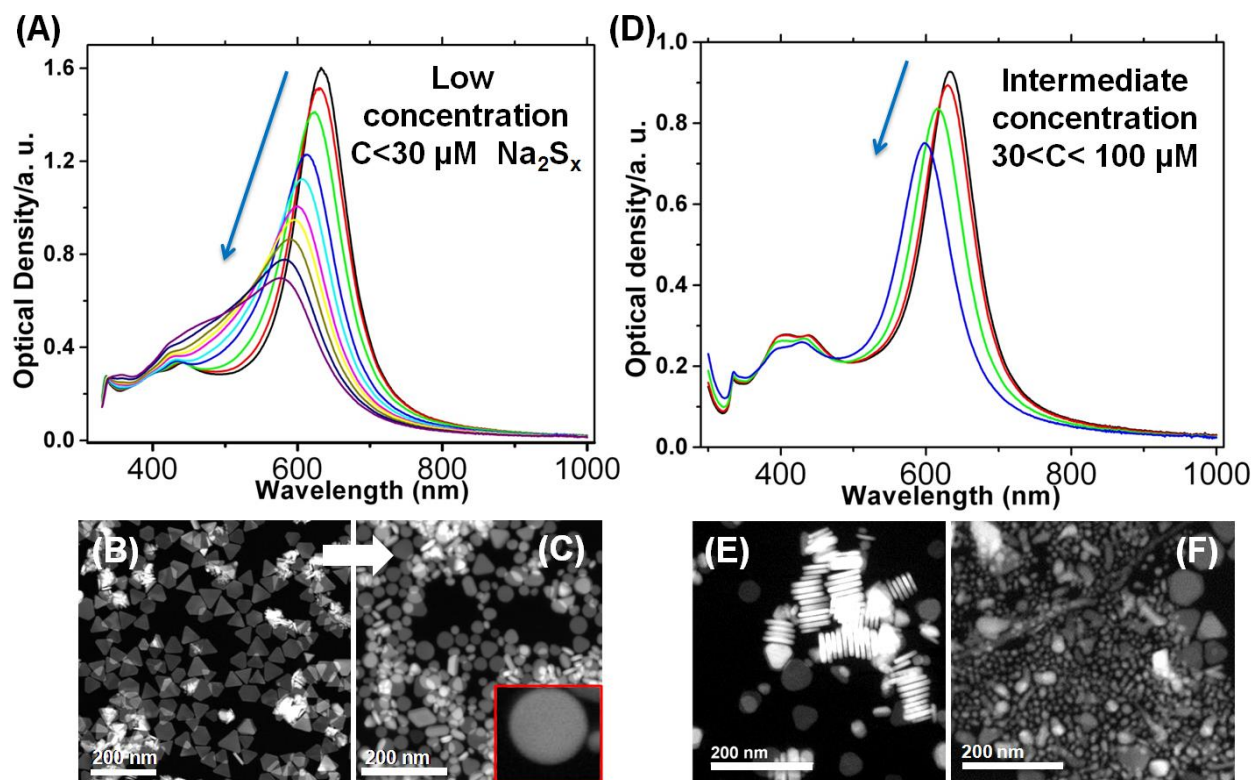 (A)
Low
concentration
C<30 µM Na₂Sₓ
Optical Density/a. u.
1.6
1.2
0.8
0.4
0.0
400
600
800
1000
Wavelength (nm)
(D)
Intermediate
concentration
30<C< 100 µM
Optical density/a. u.
1.0
0.8
0.6
0.4
0.2
0.0
400
600
800
1000
Wavelength (nm)
(B)
200 nm
(C)
200 nm
(E)
200 nm
(F)
200 nm